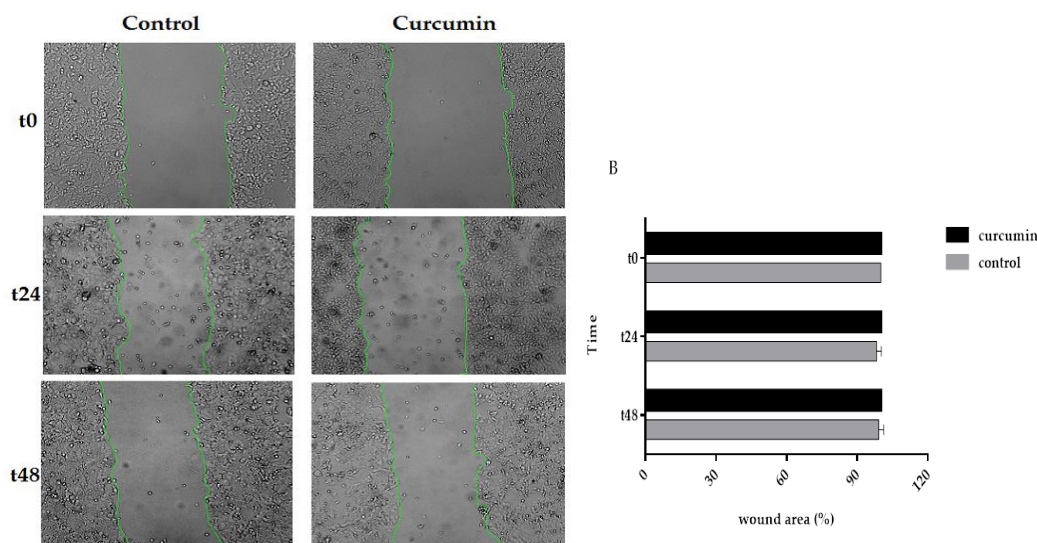 Control
Curcumin
t0
t24
t48
B
curcumin
control
Time
t0
t24
t48
0
30
60
90
120
wound area (%)